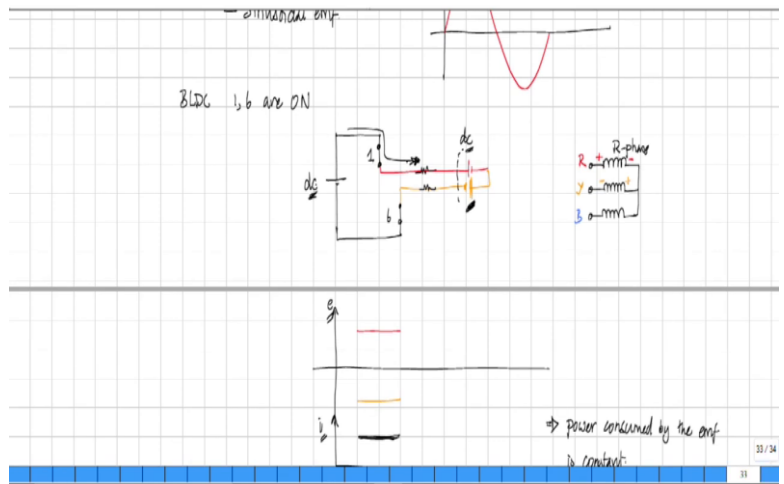 - Sinusoidal emf.
BLDC 1,6 are ON
dc
1
R-phase
R + -
dc
y - +
6
B
e
i
⇒ power consumed by the emf
is constant.
33 / 34
33